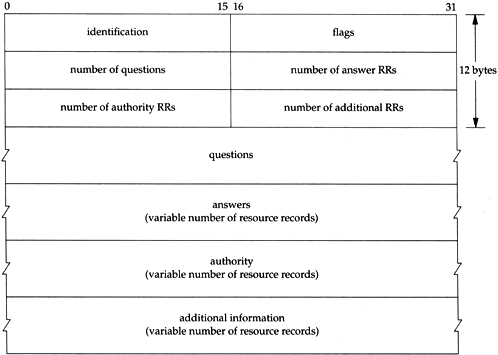 0 15 16 31
identification flags
number of questions number of answer RRs 12 bytes
number of authority RRs number of additional RRs
questions
answers
(variable number of resource records)
authority
(variable number of resource records)
additional information
(variable number of resource records)